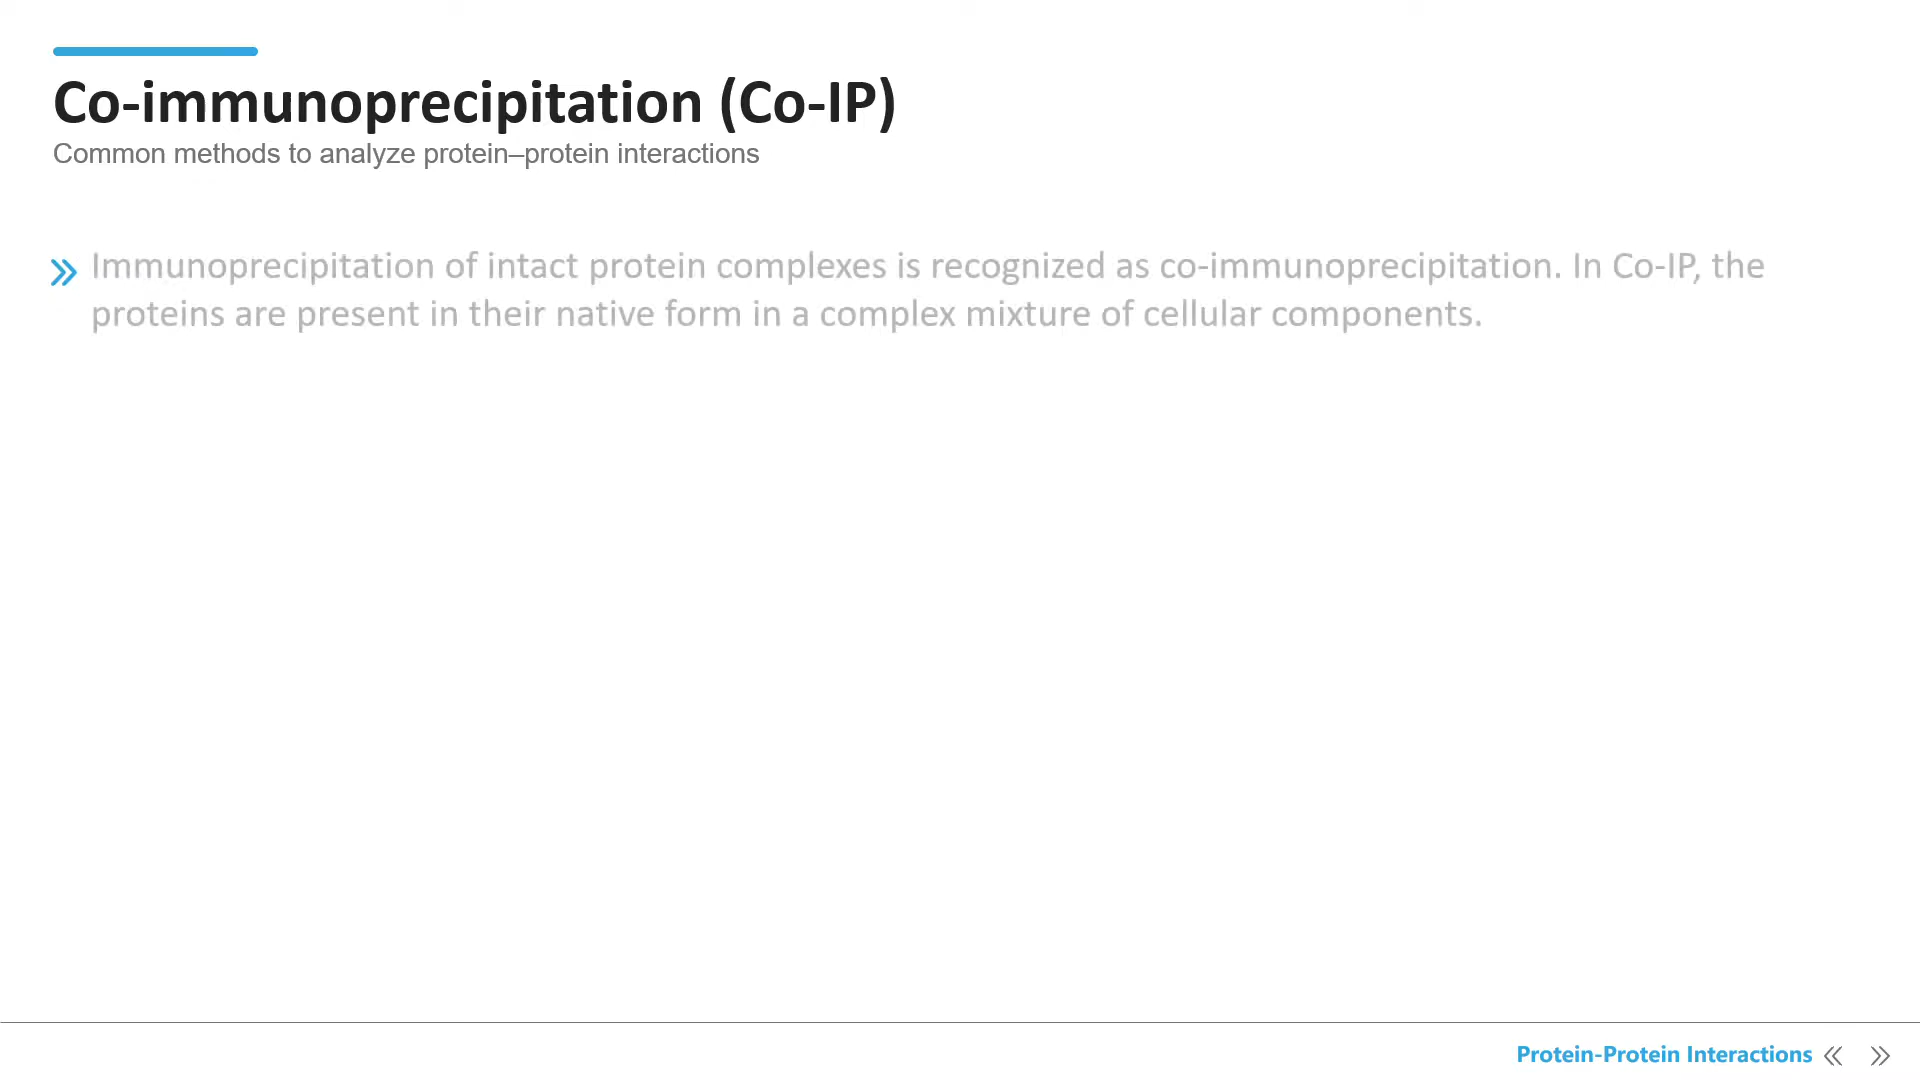 Co-immunoprecipitation (Co-IP)
Common methods to analyze protein–protein interactions
Immunoprecipitation of intact protein complexes is recognized as co-immunoprecipitation. In Co-IP, the
proteins are present in their native form in a complex mixture of cellular components.
Protein-Protein Interactions